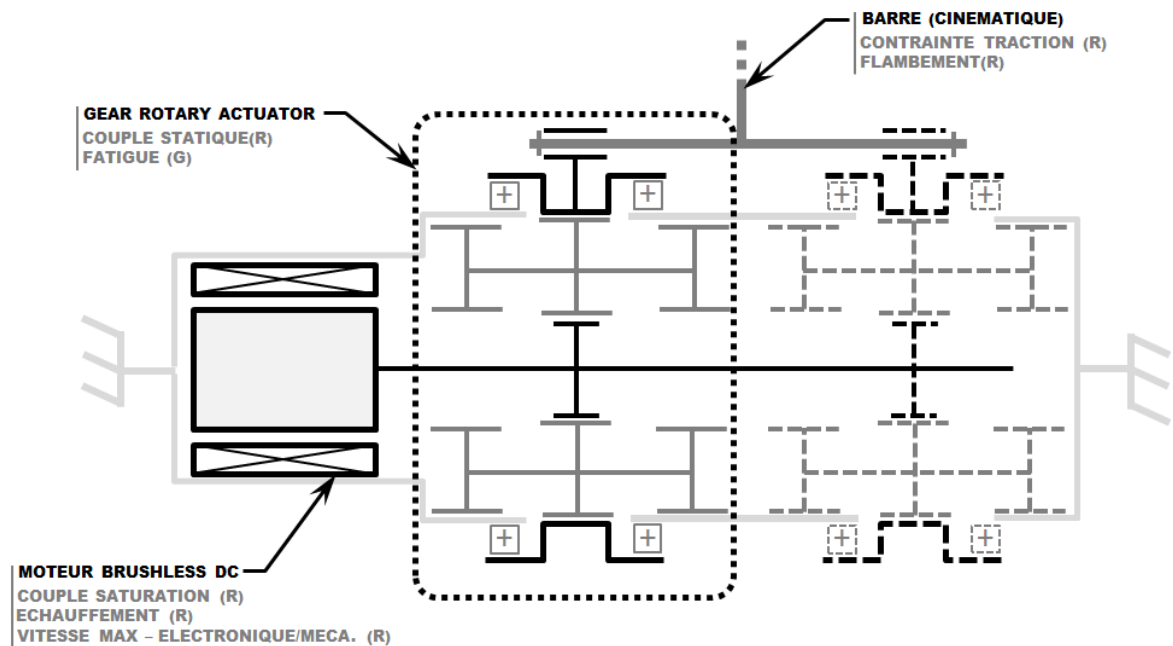 BARRE (CINEMATIQUE)
CONTRAINTE TRACTION (R)
FLAMBEMENT(R)
GEAR ROTARY ACTUATOR
COUPLE STATIQUE(R)
FATIGUE (G)
MOTEUR BRUSHLESS DC
COUPLE SATURATION (R)
ECHAUFFEMENT (R)
VITESSE MAX – ELECTRONIQUE/MECA. (R)